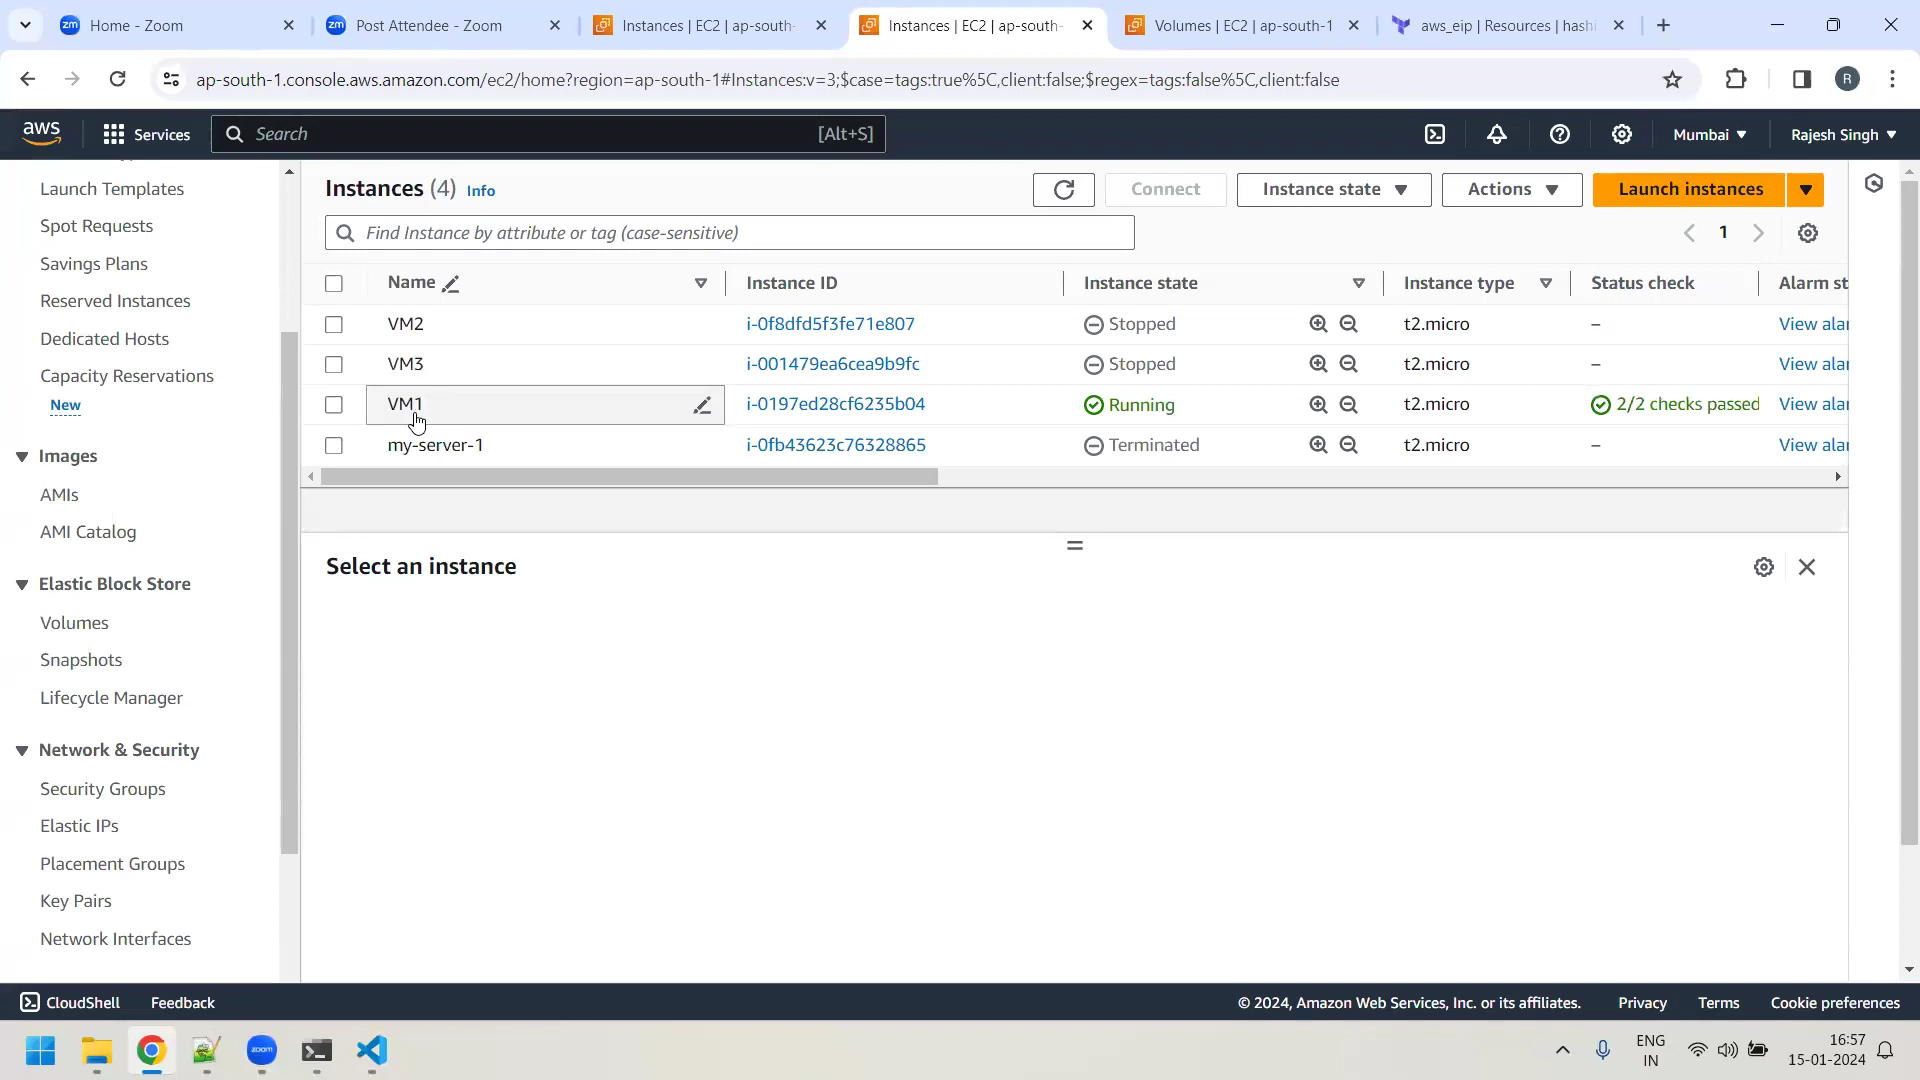 Home - Zoom
Post Attendee - Zoom
Instances | EC2 | ap-south-
Instances | EC2 | ap-south-
Volumes | EC2 | ap-south-1
aws_eip | Resources | hashi
ap-south-1.console.aws.amazon.com/ec2/home?region=ap-south-1#Instances:v=3;$case=tags:true%5C,client:false;$regex=tags:false%5C,client:false
R
aws
Services
Search
[Alt+S]
Mumbai
Rajesh Singh
Launch Templates
Spot Requests
Savings Plans
Reserved Instances
Dedicated Hosts
Capacity Reservations
New
Images
AMIs
AMI Catalog
Elastic Block Store
Volumes
Snapshots
Lifecycle Manager
Network & Security
Security Groups
Elastic IPs
Placement Groups
Key Pairs
Network Interfaces
Instances (4) Info
Connect
Instance state
Actions
Launch instances
Find Instance by attribute or tag (case-sensitive)
1
Name Instance ID Instance state Instance type Status check Alarm st
VM2 i-0f8dfd5f3fe71e807 Stopped t2.micro – View alar
VM3 i-001479ea6cea9b9fc Stopped t2.micro – View alar
VM1 i-0197ed28cf6235b04 Running t2.micro 2/2 checks passed View alar
my-server-1 i-0fb43623c76328865 Terminated t2.micro – View alar
Select an instance
CloudShell Feedback
© 2024, Amazon Web Services, Inc. or its affiliates. Privacy Terms Cookie preferences
zoom
ENG
IN
16:57
15-01-2024